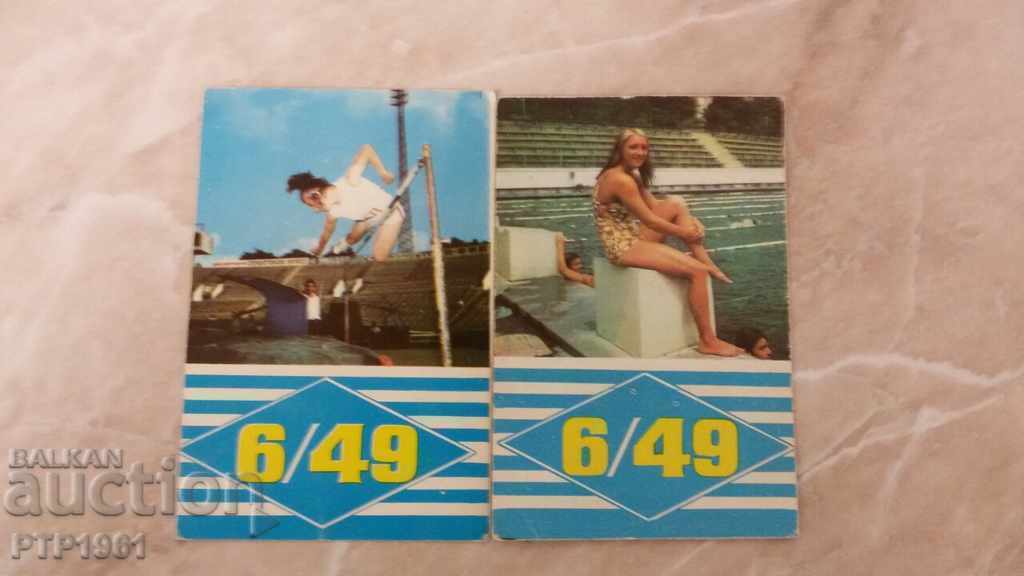 6/49
6/49
BALKAN
auction
PTP1961